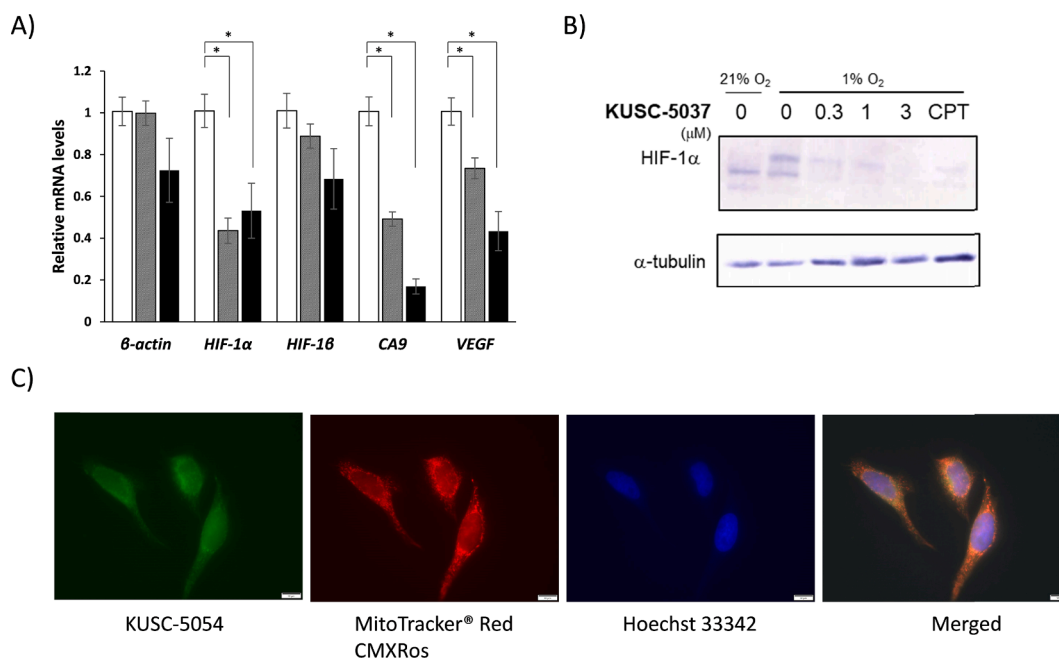 A)
* *
* *
* *
Relative mRNA levels
1.2
1
0.8
0.6
0.4
0.2
0
β-actin HIF-1α HIF-1β CA9 VEGF
B)
21% O₂ 1% O₂
KUSC-5037 0 0 0.3 1 3 CPT
(μM)
HIF-1α
α-tubulin
C)
KUSC-5054 MitoTracker® Red Hoechst 33342 Merged
CMXRos